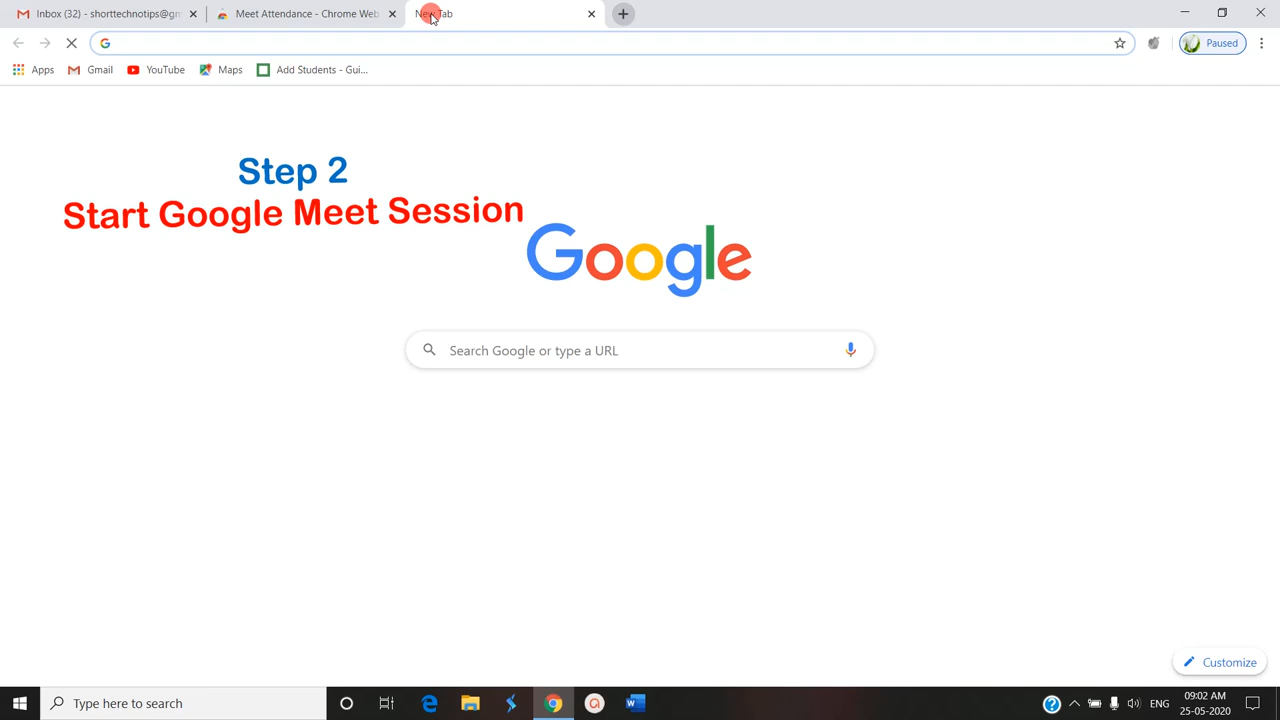 Inbox (32) - shorttechnotips@gm
Meet Attendance - Chrome Web
New Tab
Paused
Apps
Gmail
YouTube
Maps
Add Students - Gui...
Step 2
Start Google Meet Session
Google
Search Google or type a URL
Customize
Type here to search
ENG
09:02 AM
25-05-2020